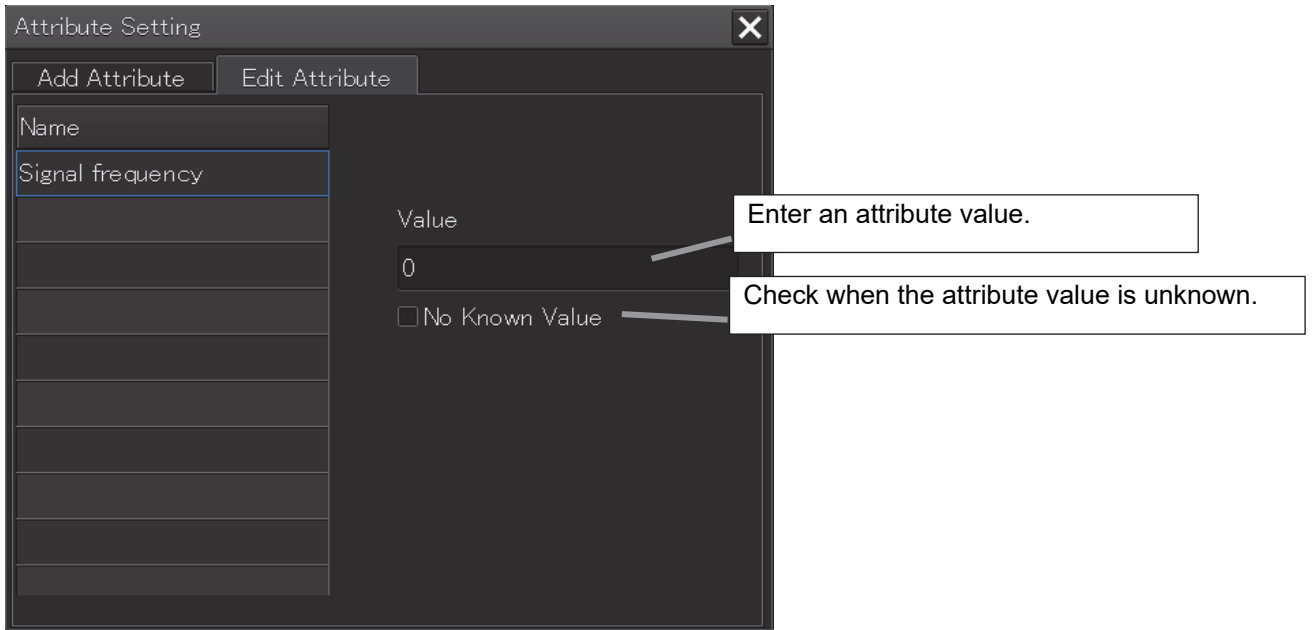 Attribute Setting
Add Attribute
Edit Attribute
Name
Signal frequency
Value
0
No Known Value
Enter an attribute value.
Check when the attribute value is unknown.